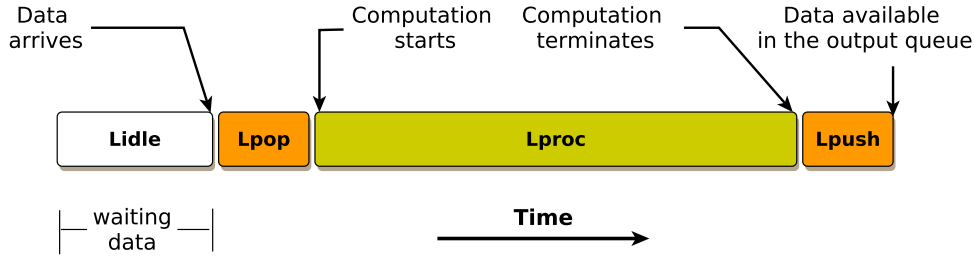 Data
arrives
Computation
starts
Computation
terminates
Data available
in the output queue
Lidle
Lpop
Lproc
Lpush
waiting
data
Time